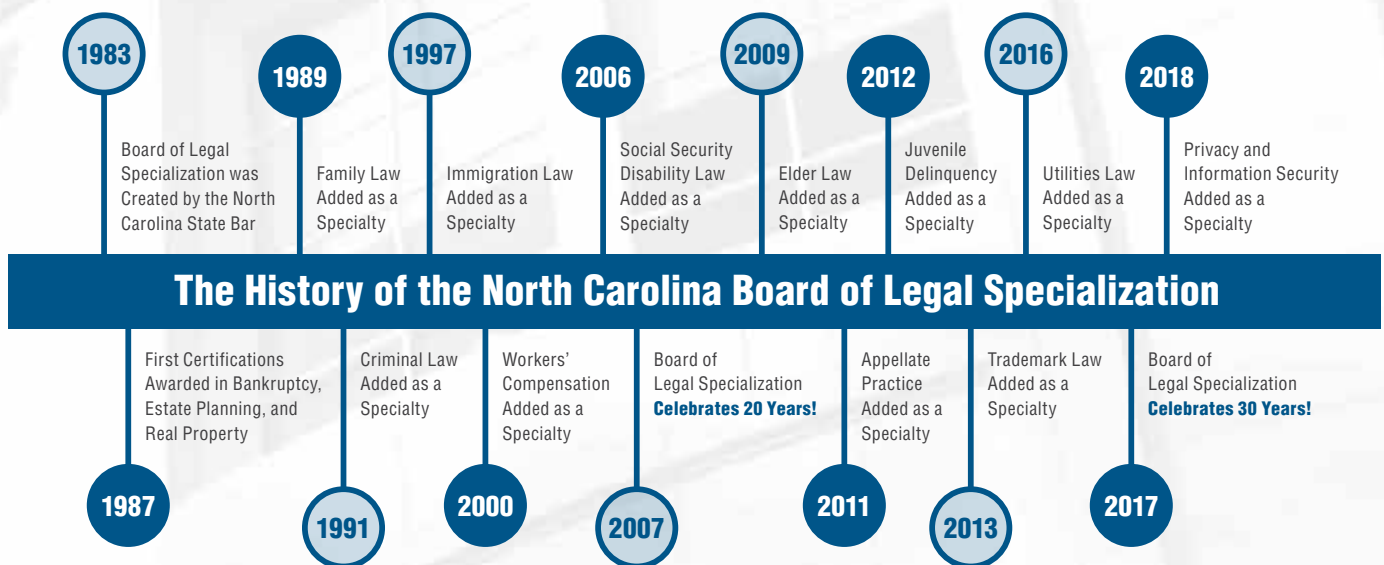 1983
Board of Legal
Specialization was
Created by the North
Carolina State Bar
1989
Family Law
Added as a
Specialty
1997
Immigration Law
Added as a
Specialty
2006
Social Security
Disability Law
Added as a
Specialty
2009
Elder Law
Added as a
Specialty
2012
Juvenile
Delinquency
Added as a
Specialty
2016
Utilities Law
Added as a
Specialty
2018
Privacy and
Information Security
Added as a
Specialty
The History of the North Carolina Board of Legal Specialization
First Certifications
Awarded in Bankruptcy,
Estate Planning, and
Real Property
1987
Criminal Law
Added as a
Specialty
1991
Workers’
Compensation
Added as a
Specialty
2000
Board of
Legal Specialization
Celebrates 20 Years!
2007
Appellate
Practice
Added as a
Specialty
2011
Trademark Law
Added as a
Specialty
2013
Board of
Legal Specialization
Celebrates 30 Years!
2017